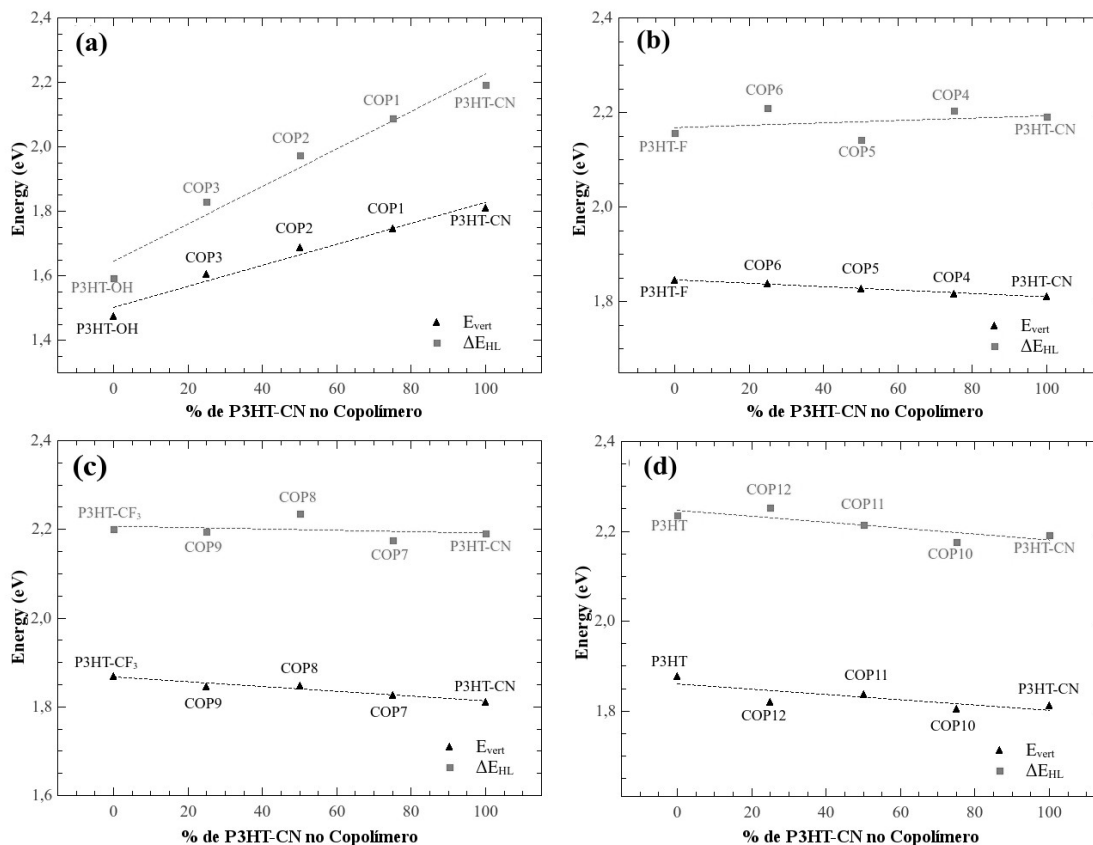 (a)
2,4
2,2
2,0
1,8
1,6
1,4
Energy (eV)
P3HT-OH
COP3
COP2
COP1
P3HT-CN
P3HT-OH
COP3
COP2
COP1
P3HT-CN
E_vert
ΔE_HL
0 20 40 60 80 100
% de P3HT-CN no Copolímero
(b)
2,4
2,2
2,0
1,8
Energy (eV)
P3HT-F
COP6
COP5
COP4
P3HT-CN
P3HT-F
COP6
COP5
COP4
P3HT-CN
E_vert
ΔE_HL
0 20 40 60 80 100
% de P3HT-CN no Copolímero
(c)
2,4
2,2
2,0
1,8
1,6
Energy (eV)
P3HT-CF₃
COP9
COP8
COP7
P3HT-CN
P3HT-CF₃
COP9
COP8
COP7
P3HT-CN
E_vert
ΔE_HL
0 20 40 60 80 100
% de P3HT-CN no Copolímero
(d)
2,4
2,2
2,0
1,8
Energy (eV)
P3HT
COP12
COP11
COP10
P3HT-CN
P3HT
COP12
COP11
COP10
P3HT-CN
E_vert
ΔE_HL
0 20 40 60 80 100
% de P3HT-CN no Copolímero